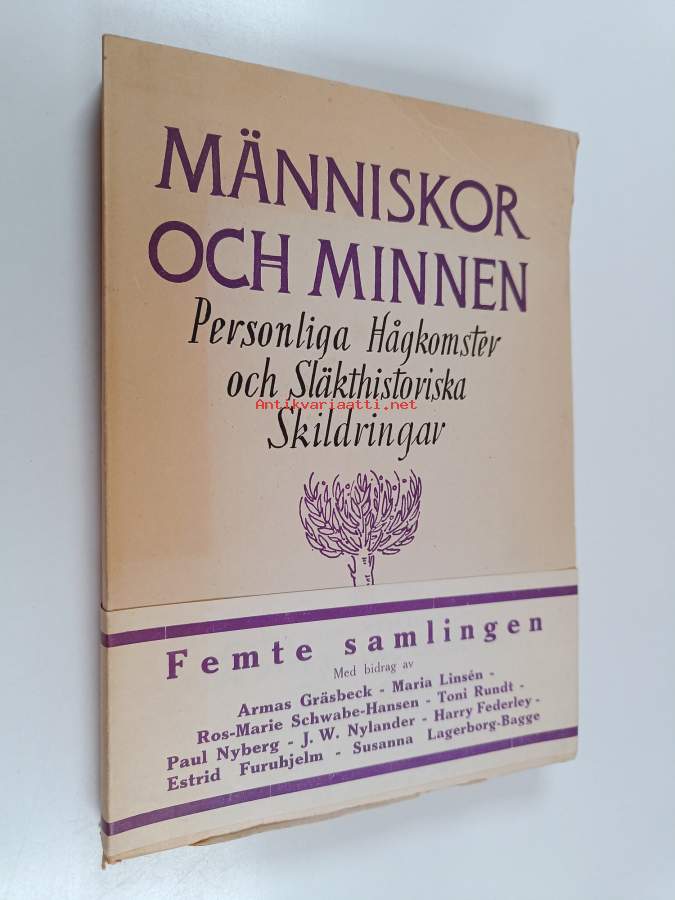 MÄNNISKOR
OCH MINNEN
Personliga Hågkomster
och Släkthistoriska
Antikvariaatti.net
Skildringar
Femte samlingen
Med bidrag av
Armas Gräsbeck - Maria Linsén -
Ros-Marie Schwabe-Hansen - Toni Rundt -
Paul Nyberg - J. W. Nylander - Harry Federley -
Estrid Furuhjelm - Susanna Lagerborg-Bagge